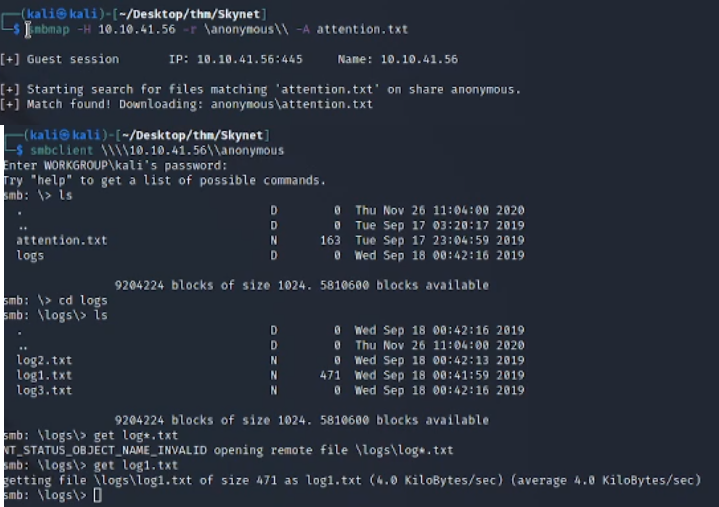 ┌──(kali㉿kali)-[~/Desktop/thm/Skynet]
└─$ smbmap -H 10.10.41.56 -r \anonymous\\ -A attention.txt
[+] Guest session IP: 10.10.41.56:445 Name: 10.10.41.56
[+] Starting search for files matching 'attention.txt' on share anonymous.
[+] Match found! Downloading: anonymous\attention.txt
┌──(kali㉿kali)-[~/Desktop/thm/Skynet]
└─$ smbclient \\\\10.10.41.56\\anonymous
Enter WORKGROUP\kali's password:
Try "help" to get a list of possible commands.
smb: \> ls
. D 0 Thu Nov 26 11:04:00 2020
.. D 0 Tue Sep 17 03:20:17 2019
attention.txt N 163 Tue Sep 17 23:04:59 2019
logs D 0 Wed Sep 18 00:42:16 2019
9204224 blocks of size 1024. 5810600 blocks available
smb: \> cd logs
smb: \logs\> ls
. D 0 Wed Sep 18 00:42:16 2019
.. D 0 Thu Nov 26 11:04:00 2020
log2.txt N 0 Wed Sep 18 00:42:13 2019
log1.txt N 471 Wed Sep 18 00:41:59 2019
log3.txt N 0 Wed Sep 18 00:42:16 2019
9204224 blocks of size 1024. 5810600 blocks available
smb: \logs\> get log*.txt
NT_STATUS_OBJECT_NAME_INVALID opening remote file \logs\log*.txt
smb: \logs\> get log1.txt
getting file \logs\log1.txt of size 471 as log1.txt (4.0 KiloBytes/sec) (average 4.0 KiloBytes/sec)
smb: \logs\>